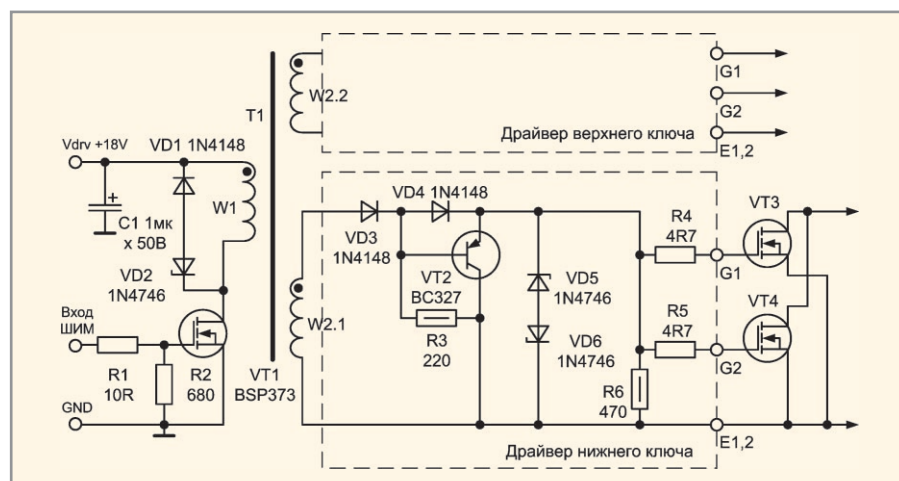 G1
G2
E1,2
W2.2
T1
Драйвер верхнего ключа
Vdrv +18V
VD1 1N4148
W1
C1 1мк
х 50В
VD2
1N4746
Вход
ШИМ
R1
10R
R2
680
VT1
BSP373
GND
W2.1
VD3
1N4148
VD4 1N4148
VT2
BC327
R3
220
VD5
1N4746
VD6
1N4746
R4
4R7
R5
4R7
R6
470
G1
G2
E1,2
VT3
VT4
Драйвер нижнего ключа